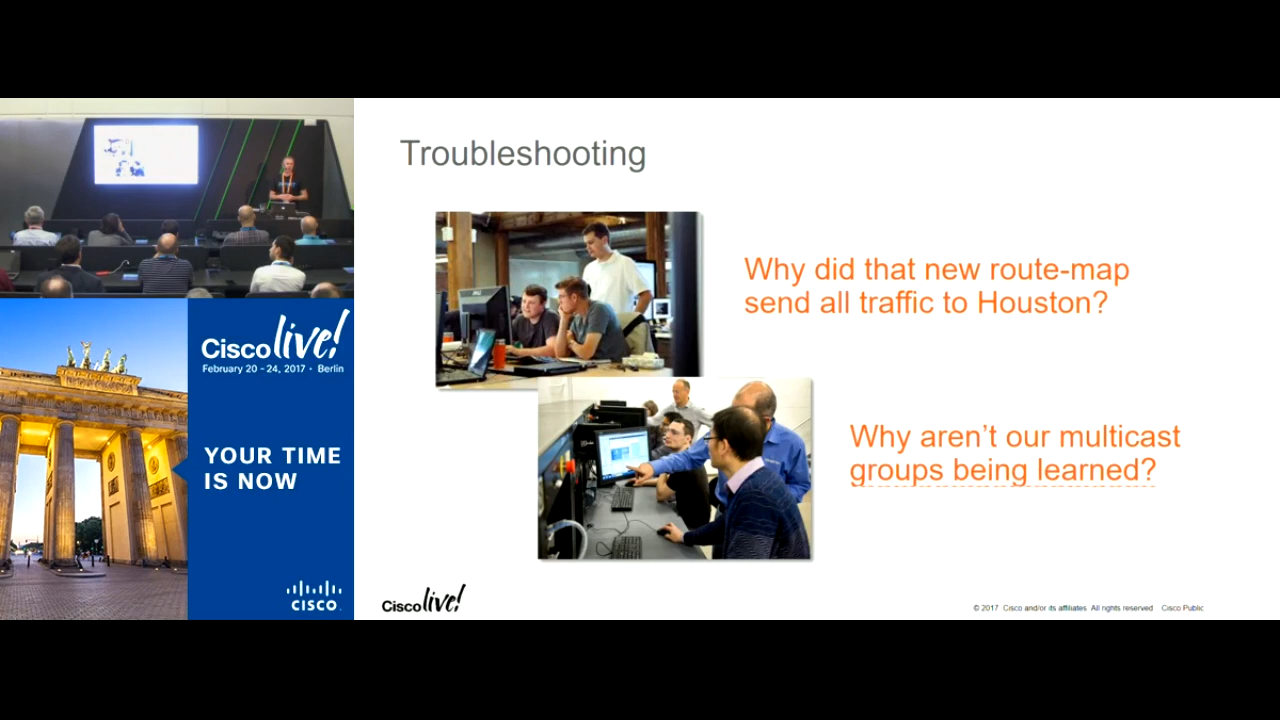 Troubleshooting
Why did that new route-map
send all traffic to Houston?
Why aren't our multicast
groups being learned?
Cisco live!
February 20 - 24, 2017 • Berlin
YOUR TIME
IS NOW
CISCO
Cisco live!
© 2017 Cisco and/or its affiliates. All rights reserved. Cisco Public